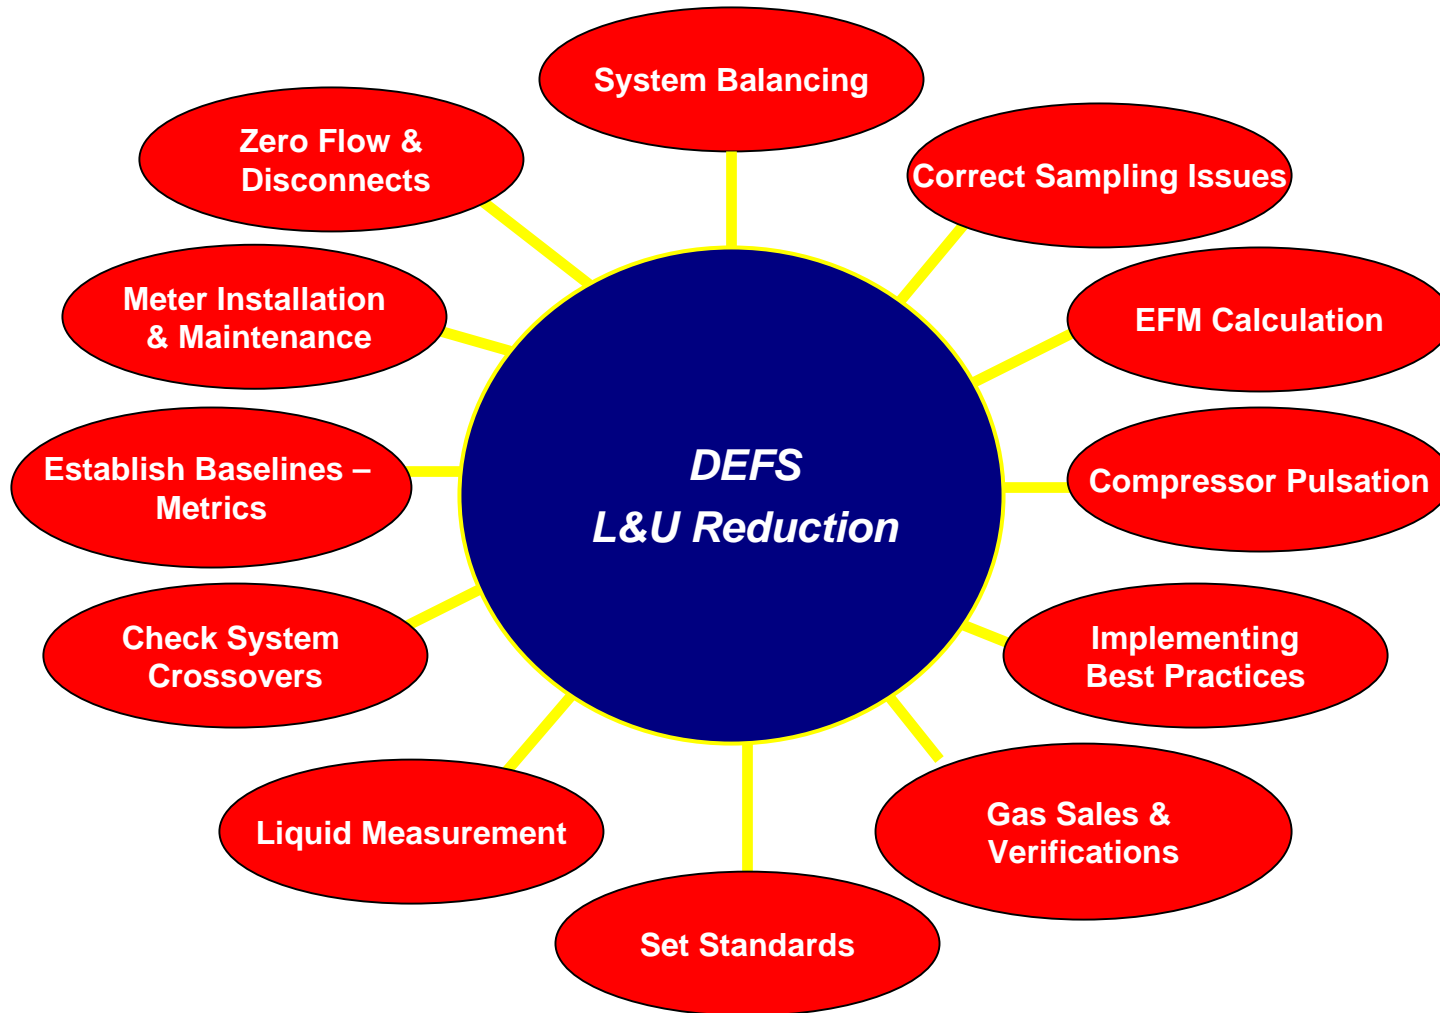 System Balancing
Zero Flow &
Disconnects
Correct Sampling Issues
Meter Installation
& Maintenance
EFM Calculation
Establish Baselines –
Metrics
DEFS
L&U Reduction
Compressor Pulsation
Check System
Crossovers
Implementing
Best Practices
Liquid Measurement
Gas Sales &
Verifications
Set Standards